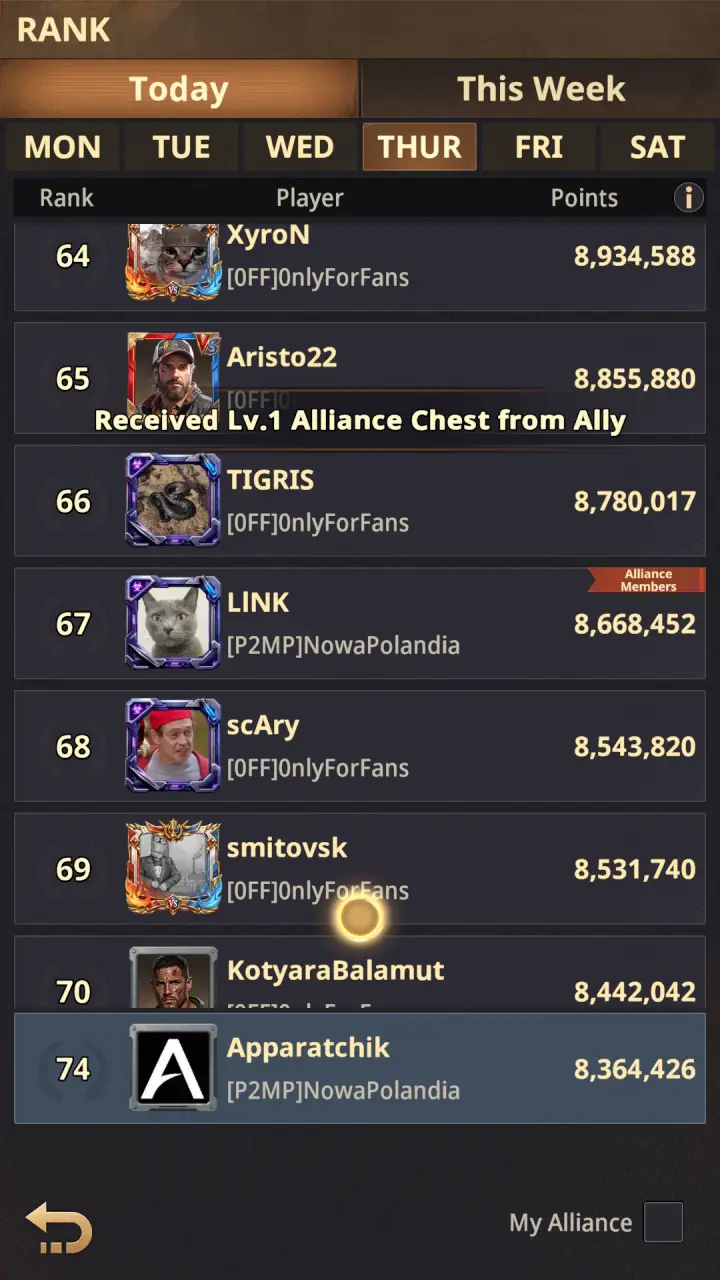 RANK
Today
This Week
MON
TUE
WED
THUR
FRI
SAT
Rank
Player
Points
64
XyroN
[0FF]0nlyForFans
8,934,588
65
Aristo22
8,855,880
Received Lv.1 Alliance Chest from Ally
66
TIGRIS
[0FF]0nlyForFans
8,780,017
67
LlNK
[P2MP]NowaPolandia
Alliance
Members
8,668,452
68
scAry
[0FF]0nlyForFans
8,543,820
69
smitovsk
[0FF]0nlyForFans
8,531,740
70
KotyaraBalamut
8,442,042
74
Apparatchik
[P2MP]NowaPolandia
8,364,426
My Alliance